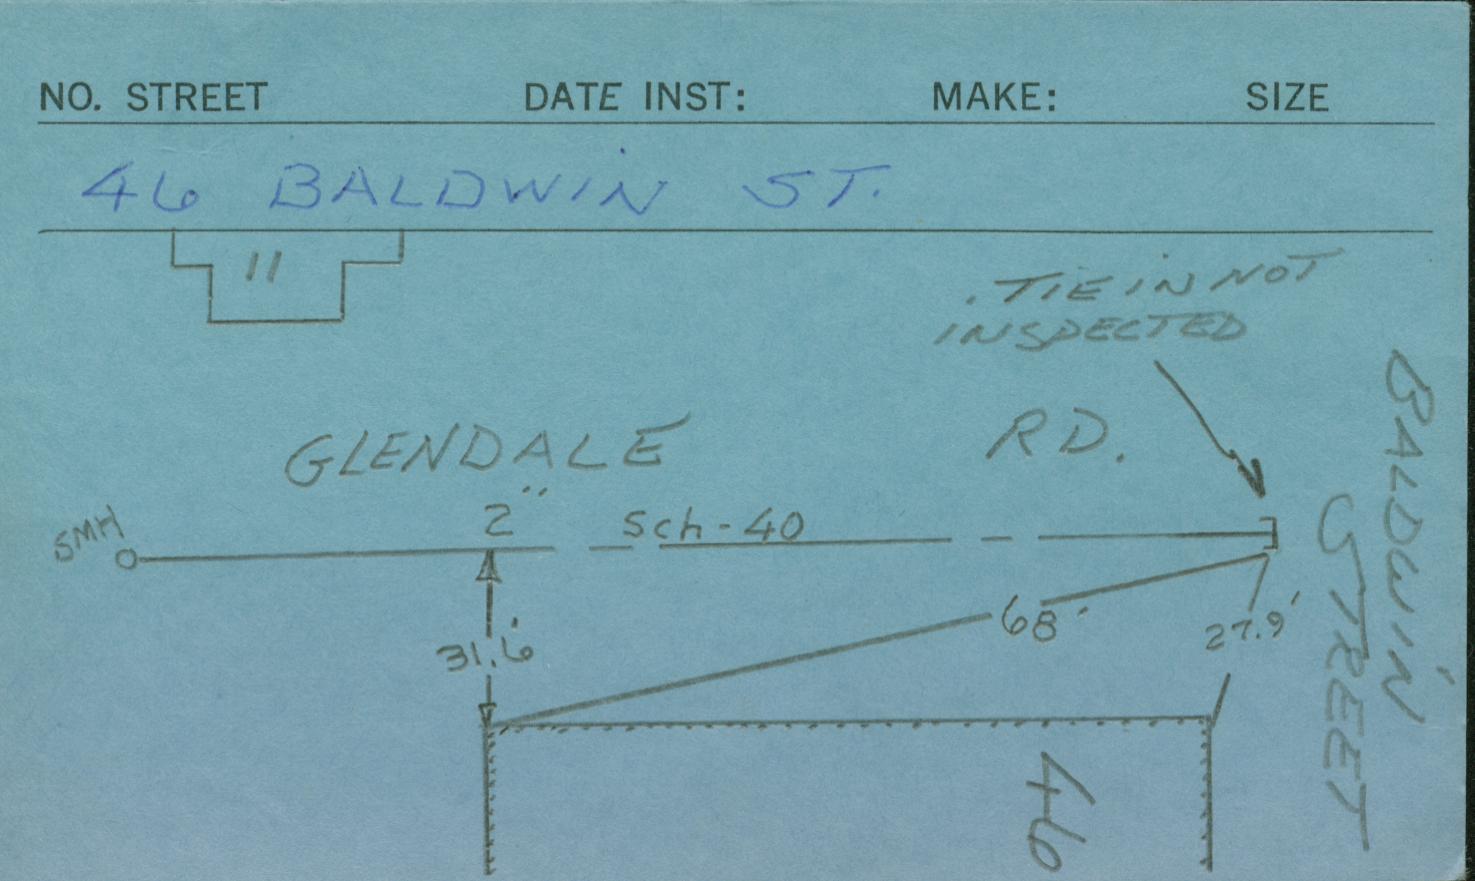 NO. STREET DATE INST: MAKE: SIZE
46 BALDWIN ST.
11
. TIE IN NOT
INSPECTED
GLENDALE RD.
BALDWIN
STREET
SMH
2" Sch-40
68'
27.9'
31.6'
46